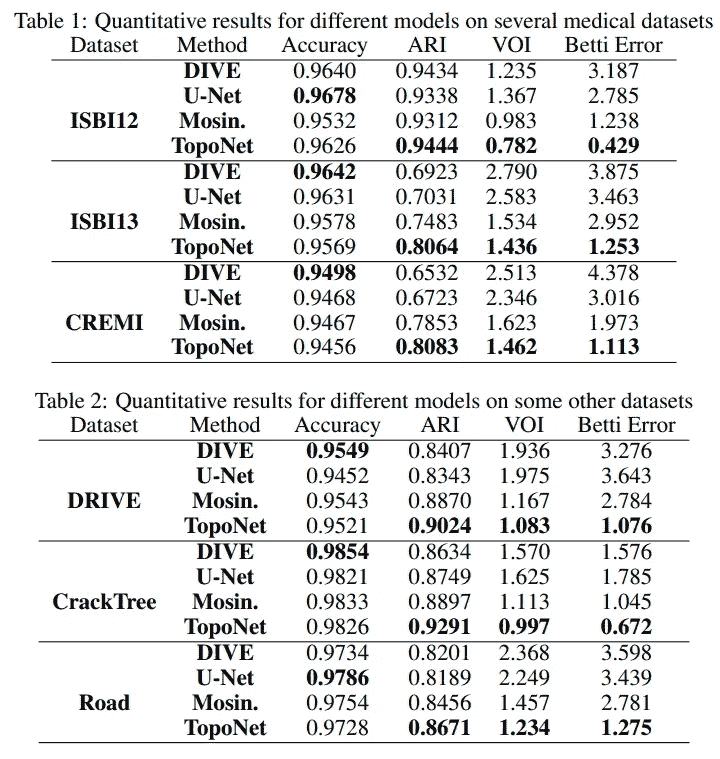 Table 1: Quantitative results for different models on several medical datasets
Dataset Method Accuracy ARI VOI Betti Error
DIVE 0.9640 0.9434 1.235 3.187
U-Net 0.9678 0.9338 1.367 2.785
ISBI12 Mosin. 0.9532 0.9312 0.983 1.238
TopoNet 0.9626 0.9444 0.782 0.429
DIVE 0.9642 0.6923 2.790 3.875
U-Net 0.9631 0.7031 2.583 3.463
ISBI13 Mosin. 0.9578 0.7483 1.534 2.952
TopoNet 0.9569 0.8064 1.436 1.253
DIVE 0.9498 0.6532 2.513 4.378
U-Net 0.9468 0.6723 2.346 3.016
CREMI Mosin. 0.9467 0.7853 1.623 1.973
TopoNet 0.9456 0.8083 1.462 1.113
Table 2: Quantitative results for different models on some other datasets
Dataset Method Accuracy ARI VOI Betti Error
DIVE 0.9549 0.8407 1.936 3.276
U-Net 0.9452 0.8343 1.975 3.643
DRIVE Mosin. 0.9543 0.8870 1.167 2.784
TopoNet 0.9521 0.9024 1.083 1.076
DIVE 0.9854 0.8634 1.570 1.576
U-Net 0.9821 0.8749 1.625 1.785
CrackTree Mosin. 0.9833 0.8897 1.113 1.045
TopoNet 0.9826 0.9291 0.997 0.672
DIVE 0.9734 0.8201 2.368 3.598
U-Net 0.9786 0.8189 2.249 3.439
Road Mosin. 0.9754 0.8456 1.457 2.781
TopoNet 0.9728 0.8671 1.234 1.275